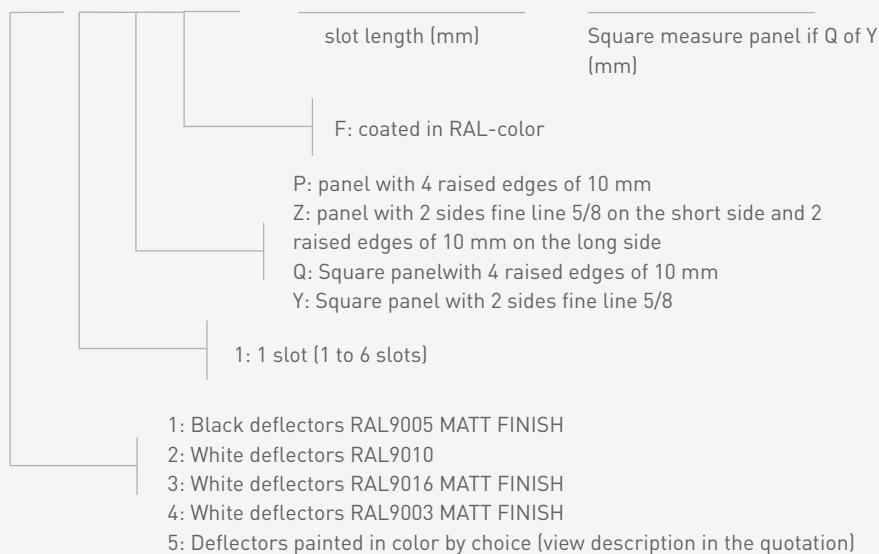 slot length (mm)
Square measure panel if Q of Y
(mm)
F: coated in RAL-color
P: panel with 4 raised edges of 10 mm
Z: panel with 2 sides fine line 5/8 on the short side and 2
raised edges of 10 mm on the long side
Q: Square panelwith 4 raised edges of 10 mm
Y: Square panel with 2 sides fine line 5/8
1: 1 slot (1 to 6 slots)
1: Black deflectors RAL9005 MATT FINISH
2: White deflectors RAL9010
3: White deflectors RAL9016 MATT FINISH
4: White deflectors RAL9003 MATT FINISH
5: Deflectors painted in color by choice (view description in the quotation)